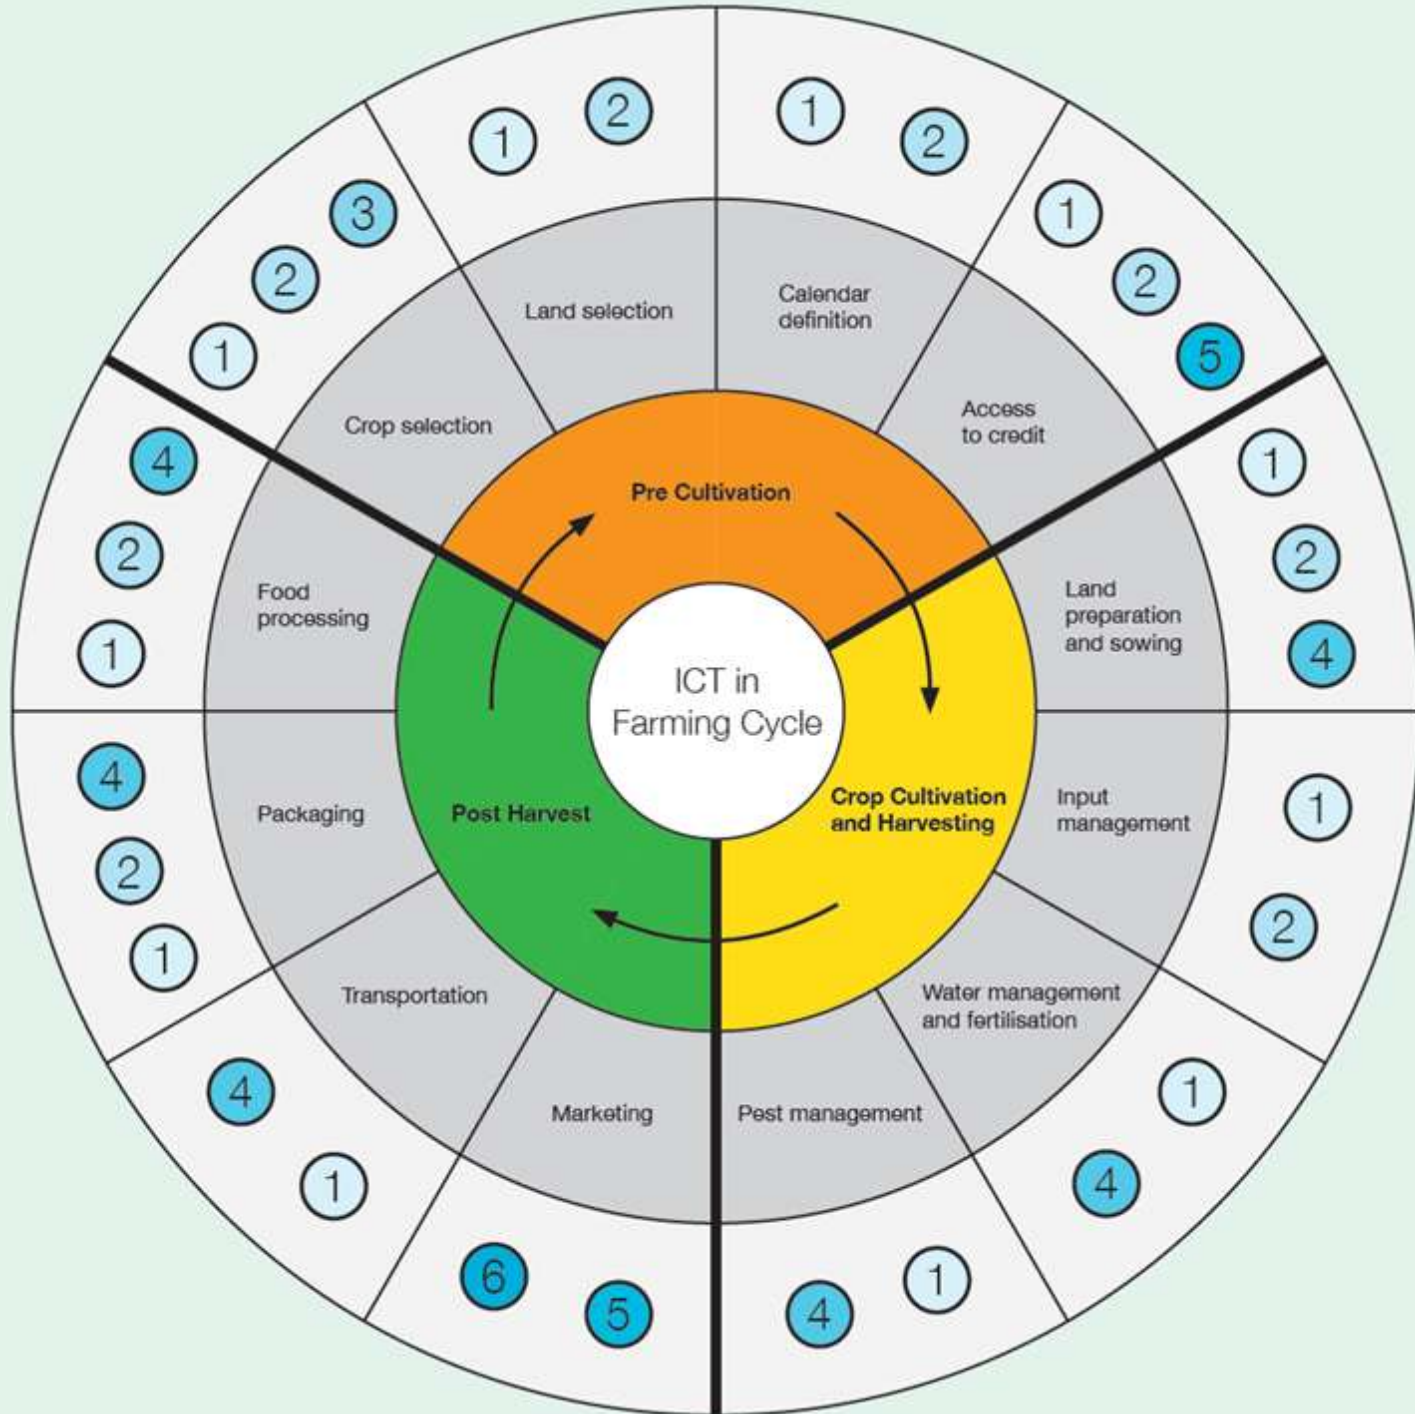 ICT in
Farming Cycle
Pre Cultivation
Crop selection
1
2
3
Land selection
1
2
Calendar
definition
1
2
Access
to credit
1
2
5
Crop Cultivation
and Harvesting
Land
preparation
and sowing
1
2
4
Input
management
1
2
Water management
and fertilisation
1
4
Pest management
1
4
Post Harvest
Marketing
5
6
Transportation
1
4
Packaging
1
2
4
Food
processing
1
2
4